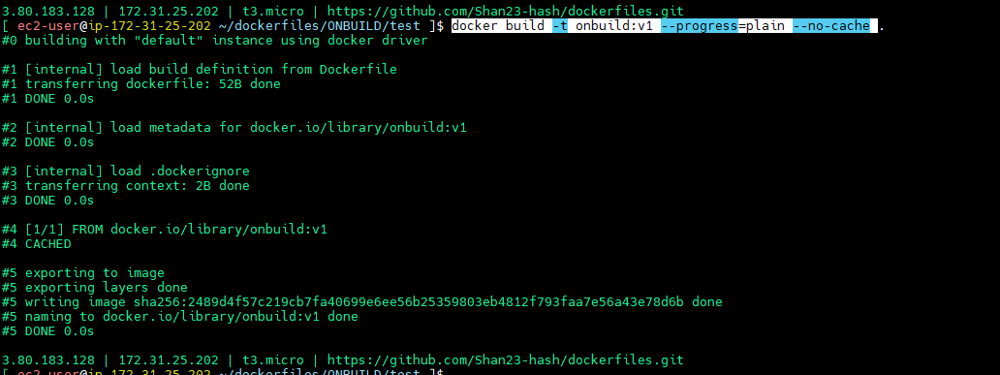 3.80.183.128 | 172.31.25.202 | t3.micro | https://github.com/Shan23-hash/dockerfiles.git
[ ec2-user@ip-172-31-25-202 ~/dockerfiles/ONBUILD/test ]$ docker build -t onbuild:v1 --progress=plain --no-cache .
#0 building with "default" instance using docker driver
#1 [internal] load build definition from Dockerfile
#1 transferring dockerfile: 52B done
#1 DONE 0.0s
#2 [internal] load metadata for docker.io/library/onbuild:v1
#2 DONE 0.0s
#3 [internal] load .dockerignore
#3 transferring context: 2B done
#3 DONE 0.0s
#4 [1/1] FROM docker.io/library/onbuild:v1
#4 CACHED
#5 exporting to image
#5 exporting layers done
#5 writing image sha256:2489d4f57c219cb7fa40699e6ee56b25359803eb4812f793faa7e56a43e78d6b done
#5 naming to docker.io/library/onbuild:v1 done
#5 DONE 0.0s
3.80.183.128 | 172.31.25.202 | t3.micro | https://github.com/Shan23-hash/dockerfiles.git
[ ec2-user@ip-172-31-25-202 ~/dockerfiles/ONBUILD/test ]$